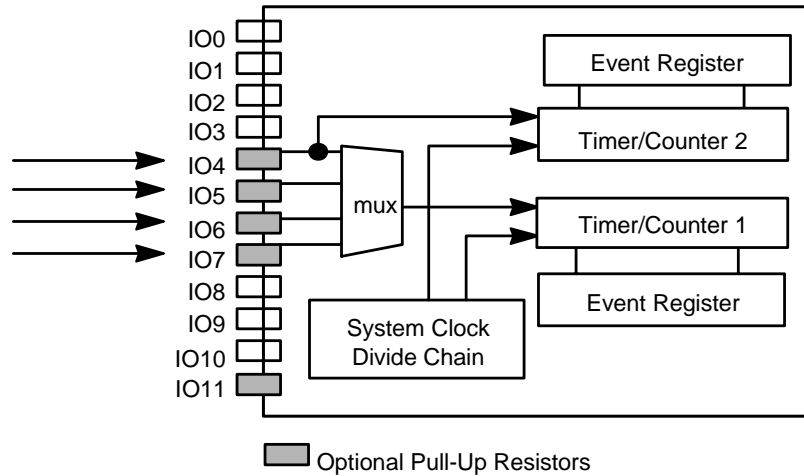 IO0
IO1
IO2
IO3
IO4
IO5
IO6
IO7
IO8
IO9
IO10
IO11
mux
Event Register
Timer/Counter 2
Timer/Counter 1
Event Register
System Clock
Divide Chain
Optional Pull-Up Resistors